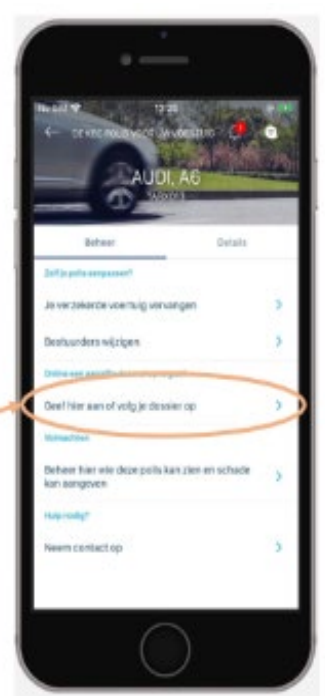 13:20
AUDI, A6
Beheer
Details
Zelf je polis aanpassen?
Je verzekerde voertuig vervangen
Bestuurders wijzigen
Geef hier aan of volg je dossier op
Volmachten
Beheer hier wie deze polis kan zien en schade
kan aangeven
Hulp nodig?
Neem contact op